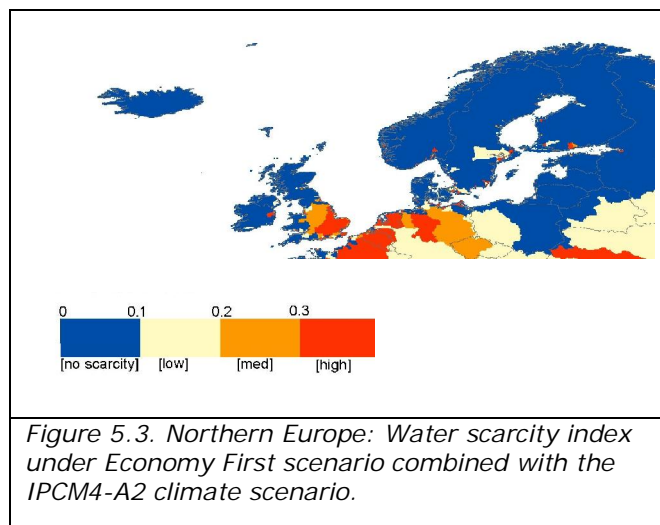 0 0.1 0.2 0.3
[no scarcity] [low] [med] [high]
Figure 5.3. Northern Europe: Water scarcity index
under Economy First scenario combined with the
IPCM4-A2 climate scenario.